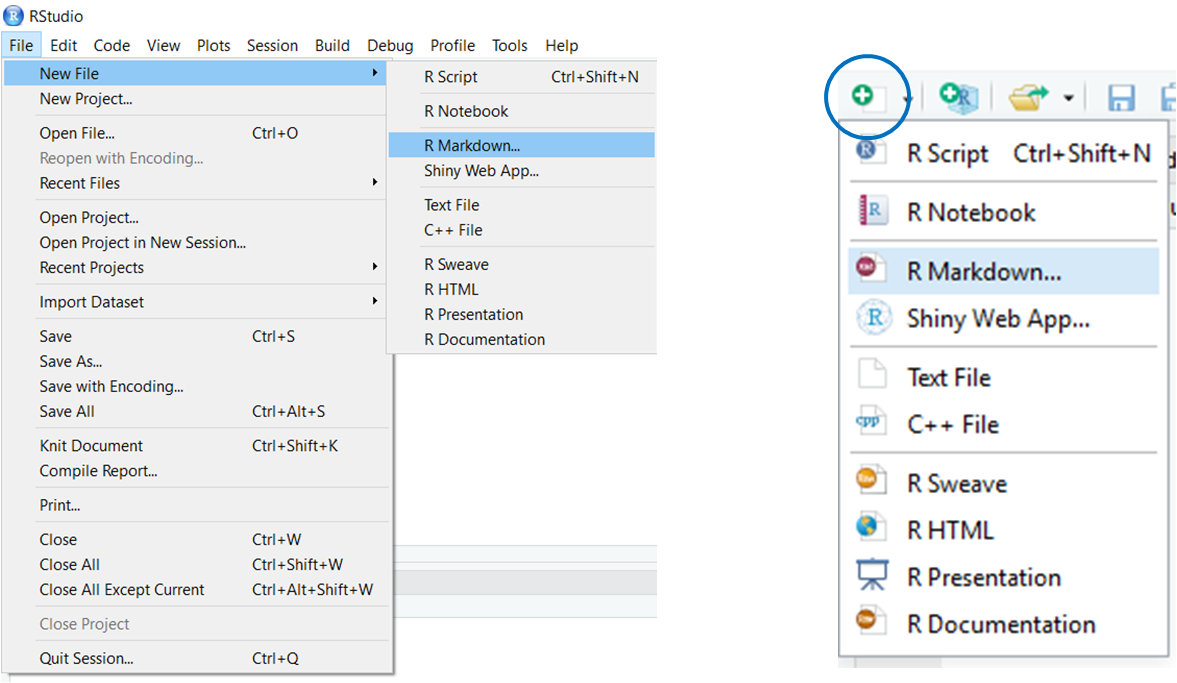 RStudio
File Edit Code View Plots Session Build Debug Profile Tools Help
New File
New Project...
Open File... Ctrl+O
Reopen with Encoding...
Recent Files
Open Project...
Open Project in New Session...
Recent Projects
Import Dataset
Save Ctrl+S
Save As...
Save with Encoding...
Save All Ctrl+Alt+S
Knit Document Ctrl+Shift+K
Compile Report...
Print...
Close Ctrl+W
Close All Ctrl+Shift+W
Close All Except Current Ctrl+Alt+Shift+W
Close Project
Quit Session... Ctrl+Q
R Script Ctrl+Shift+N
R Notebook
R Markdown...
Shiny Web App...
Text File
C++ File
R Sweave
R HTML
R Presentation
R Documentation
R Script Ctrl+Shift+N
R Notebook
R Markdown...
Shiny Web App...
Text File
C++ File
R Sweave
R HTML
R Presentation
R Documentation